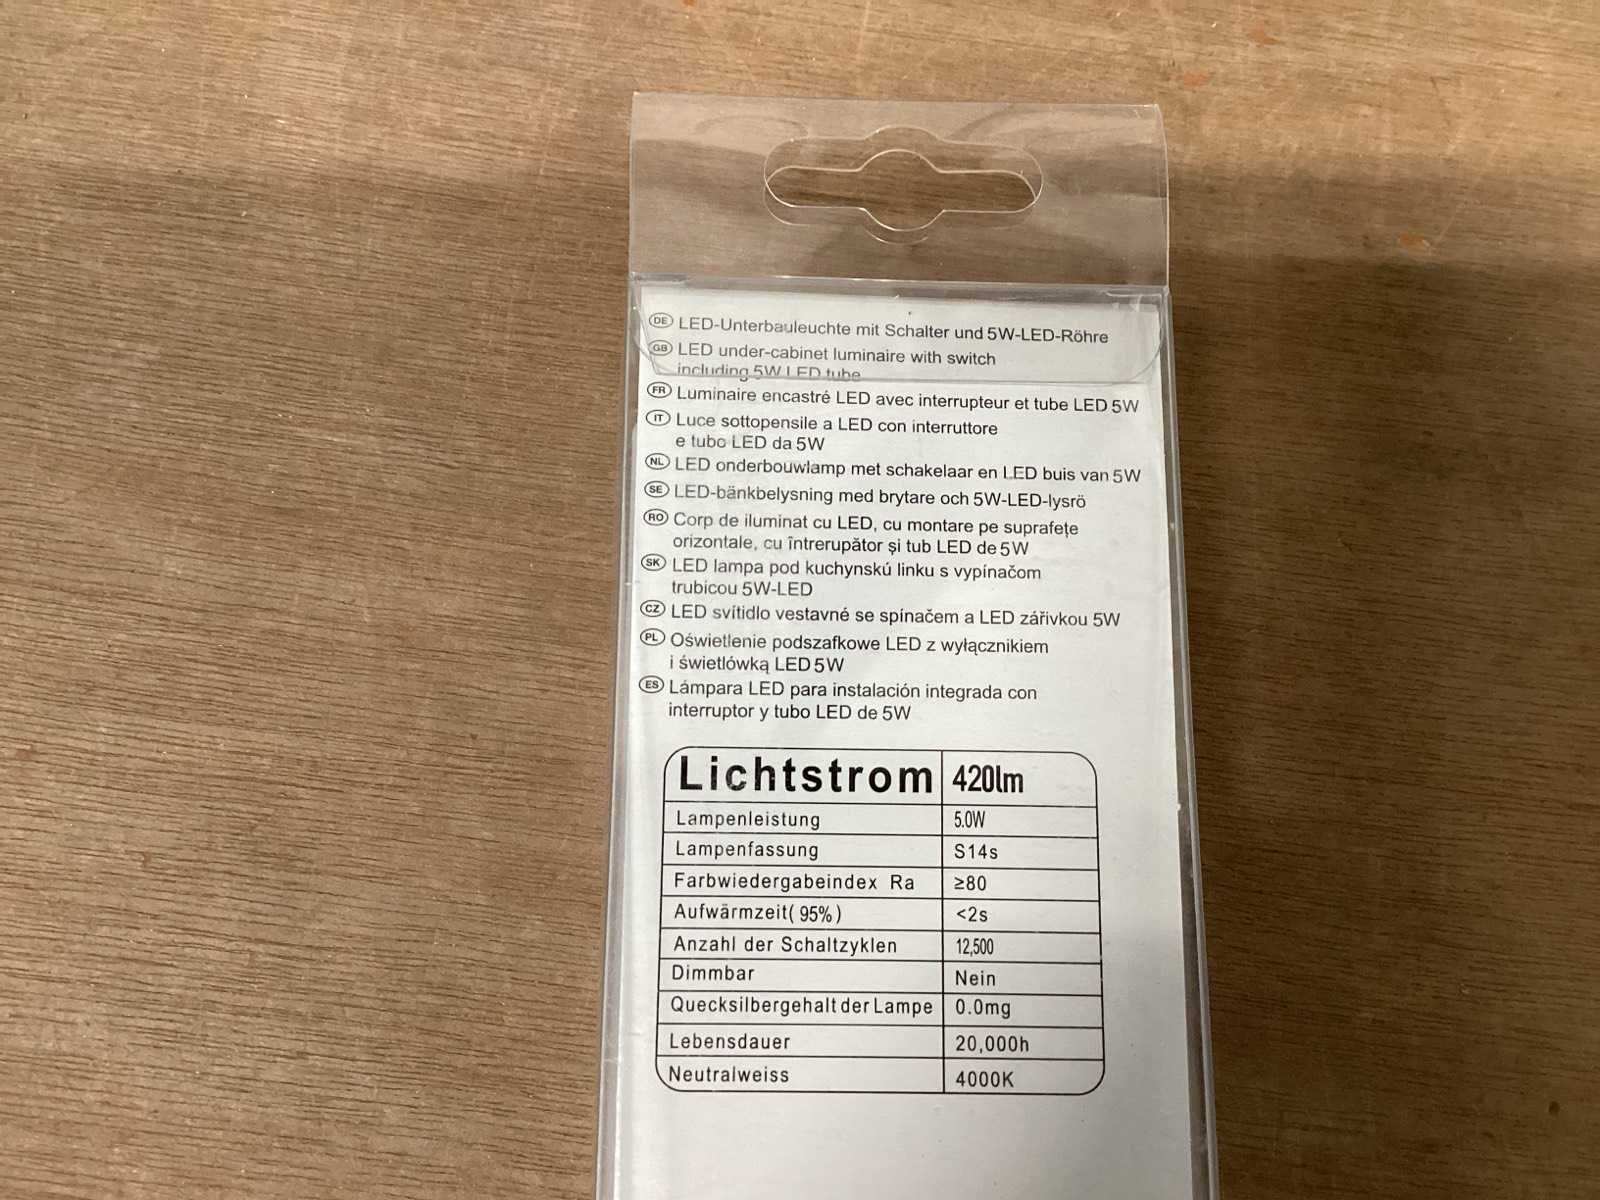 DE LED-Unterbauleuchte mit Schalter und 5W-LED-Röhre
GB LED under-cabinet luminaire with switch
including 5W LED tube
FR Luminaire encastré LED avec interrupteur et tube LED 5W
IT Luce sottopensile a LED con interruttore
e tubo LED da 5W
NL LED onderbouwlamp met schakelaar en LED buis van 5W
SE LED-bänkbelysning med brytare och 5W-LED-lysrö
RO Corp de iluminat cu LED, cu montare pe suprafețe
orizontale, cu întrerupător și tub LED de 5W
SK LED lampa pod kuchynskú linku s vypínačom
trubicou 5W-LED
CZ LED svítidlo vestavné se spínačem a LED zářivkou 5W
PL Oświetlenie podszafkowe LED z wyłącznikiem
i świetlówką LED 5W
ES Lámpara LED para instalación integrada con
interruptor y tubo LED de 5W
Lichtstrom 420lm
Lampenleistung 5.0W
Lampenfassung S14s
Farbwiedergabeindex Ra ≥80
Aufwärmzeit(95%) <2s
Anzahl der Schaltzyklen 12,500
Dimmbar Nein
Quecksilbergehalt der Lampe 0.0mg
Lebensdauer 20,000h
Neutralweiss 4000K